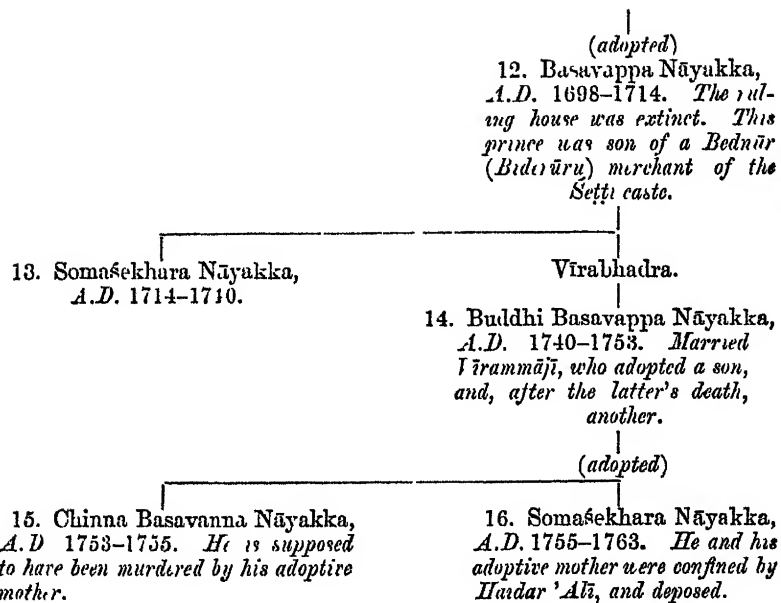 (adopted)
12. Basavappa Nāyakka,
A.D. 1698–1714. The rul-
ing house was extinct. This
prince was son of a Bednūr
(Bidarūru) merchant of the
Śeṭṭi caste.
13. Somaśekhara Nāyakka,
A.D. 1714–1740.
Vīrabhadra.
14. Buddhi Basavappa Nāyakka,
A.D. 1740–1753. Married
Vīrammājī, who adopted a son,
and, after the latter's death,
another.
(adopted)
15. Chinna Basavanna Nāyakka,
A.D 1753–1755. He is supposed
to have been murdered by his adoptive
mother.
16. Somaśekhara Nāyakka,
A.D. 1755–1763. He and his
adoptive mother were confined by
Haidar 'Alī, and deposed.